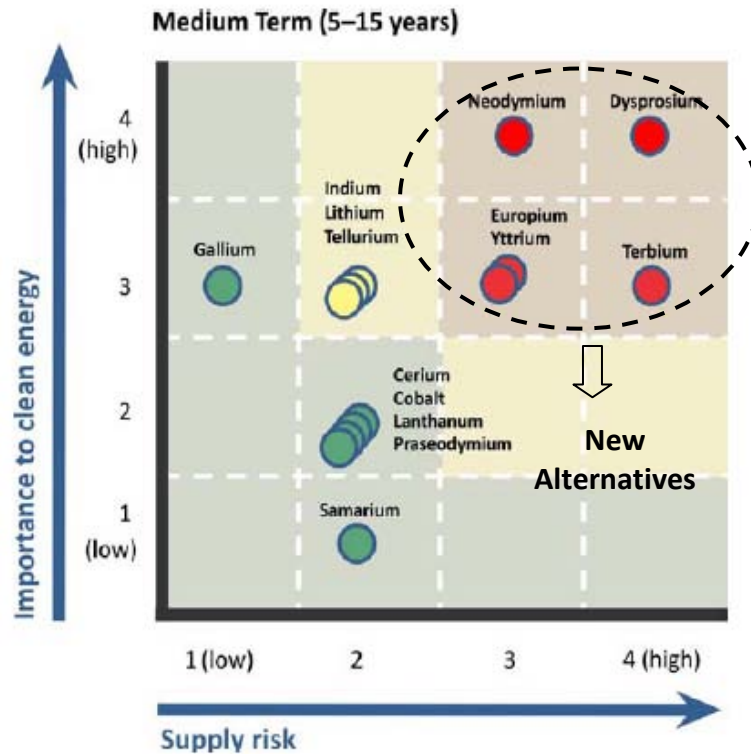 Medium Term (5–15 years)
Importance to clean energy
4
(high)
3
2
1
(low)
Neodymium
Dysprosium
Indium
Lithium
Tellurium
Europium
Yttrium
Gallium
Terbium
Cerium
Cobalt
Lanthanum
Praseodymium
New
Alternatives
Samarium
1 (low)
2
3
4 (high)
Supply risk